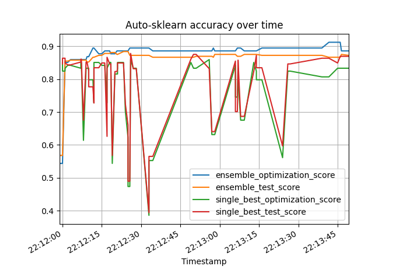 Auto-sklearn accuracy over time
0.9
0.8
0.7
0.6
0.5
0.4
ensemble_optimization_score
ensemble_test_score
single_best_optimization_score
single_best_test_score
22:12:00
22:12:15
22:12:30
22:12:45
22:13:00
22:13:15
22:13:30
22:13:45
Timestamp